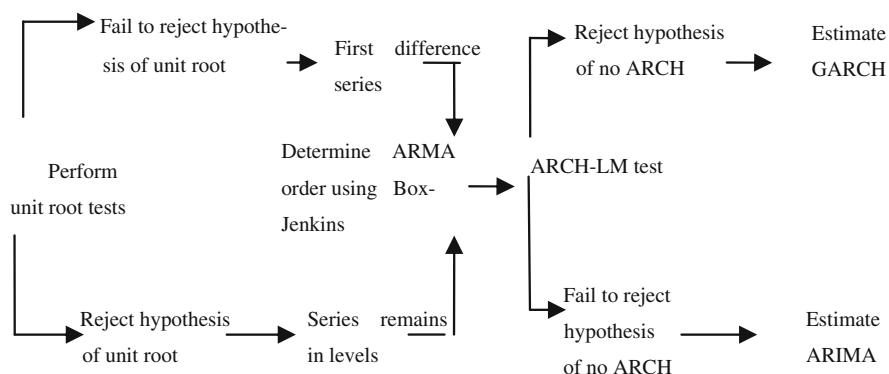 Fail to reject hypothe-
sis of unit root
First difference
series
Reject hypothesis
of no ARCH
Estimate
GARCH
Perform
unit root tests
Determine ARMA
order using Box-
Jenkins
ARCH-LM test
Reject hypothesis
of unit root
Series remains
in levels
Fail to reject
hypothesis
of no ARCH
Estimate
ARIMA